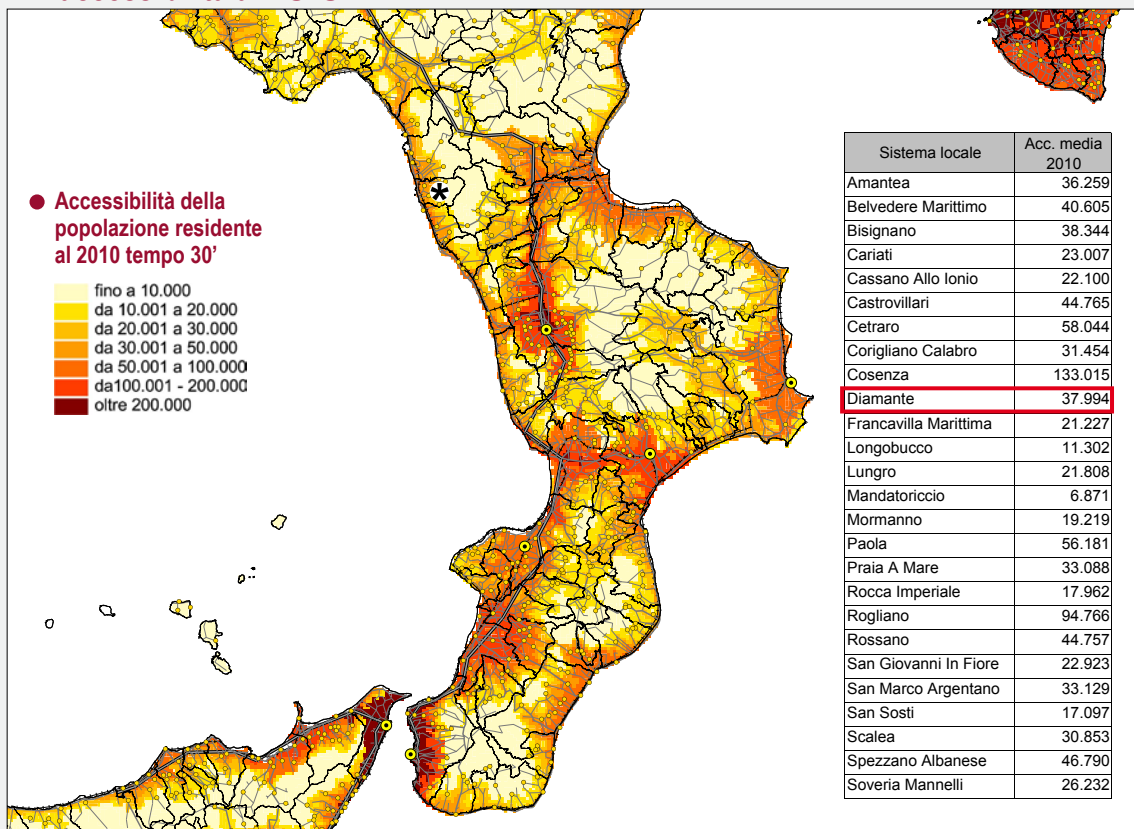 ● Accessibilità della
popolazione residente
al 2010 tempo 30'
fino a 10.000
da 10.001 a 20.000
da 20.001 a 30.000
da 30.001 a 50.000
da 50.001 a 100.000
da100.001 - 200.000
oltre 200.000
*
Sistema locale Acc. media 2010
Amantea 36.259
Belvedere Marittimo 40.605
Bisignano 38.344
Cariati 23.007
Cassano Allo Ionio 22.100
Castrovillari 44.765
Cetraro 58.044
Corigliano Calabro 31.454
Cosenza 133.015
Diamante 37.994
Francavilla Marittima 21.227
Longobucco 11.302
Lungro 21.808
Mandatoriccio 6.871
Mormanno 19.219
Paola 56.181
Praia A Mare 33.088
Rocca Imperiale 17.962
Rogliano 94.766
Rossano 44.757
San Giovanni In Fiore 22.923
San Marco Argentano 33.129
San Sosti 17.097
Scalea 30.853
Spezzano Albanese 46.790
Soveria Mannelli 26.232